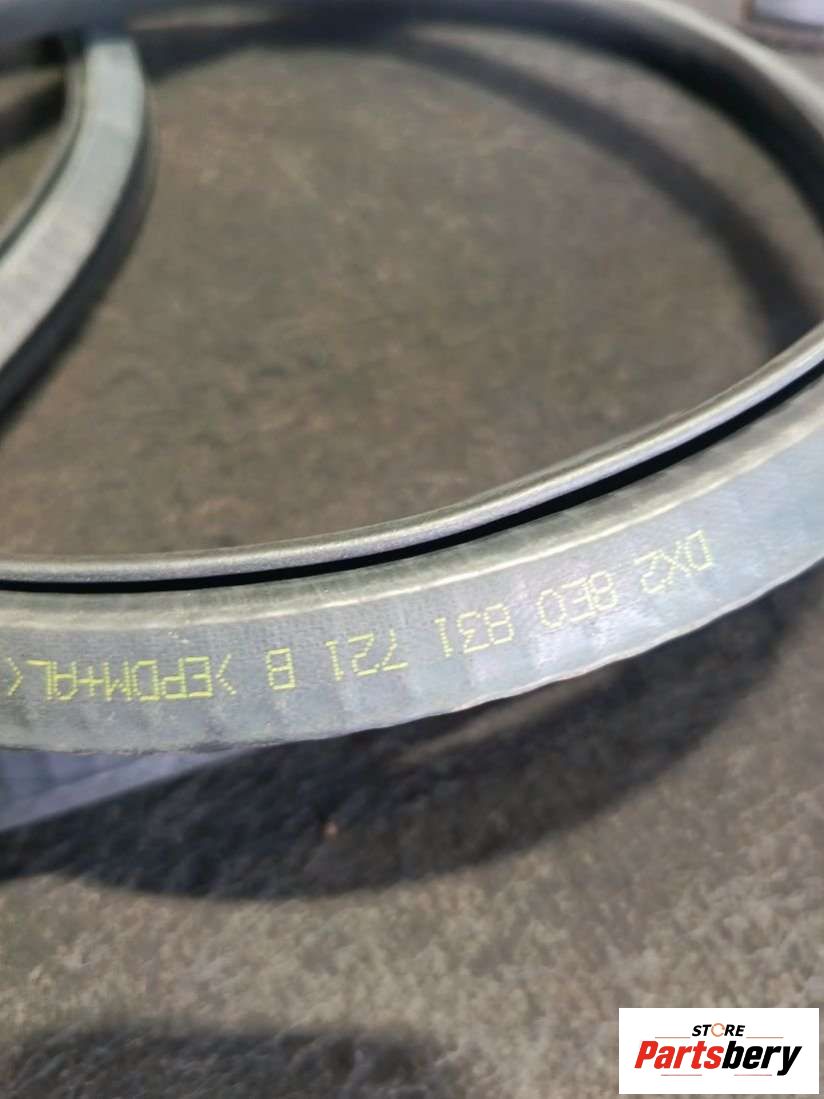 DX2 8E0 831 721 B >EPDM+AL<
STORE
Partsbery